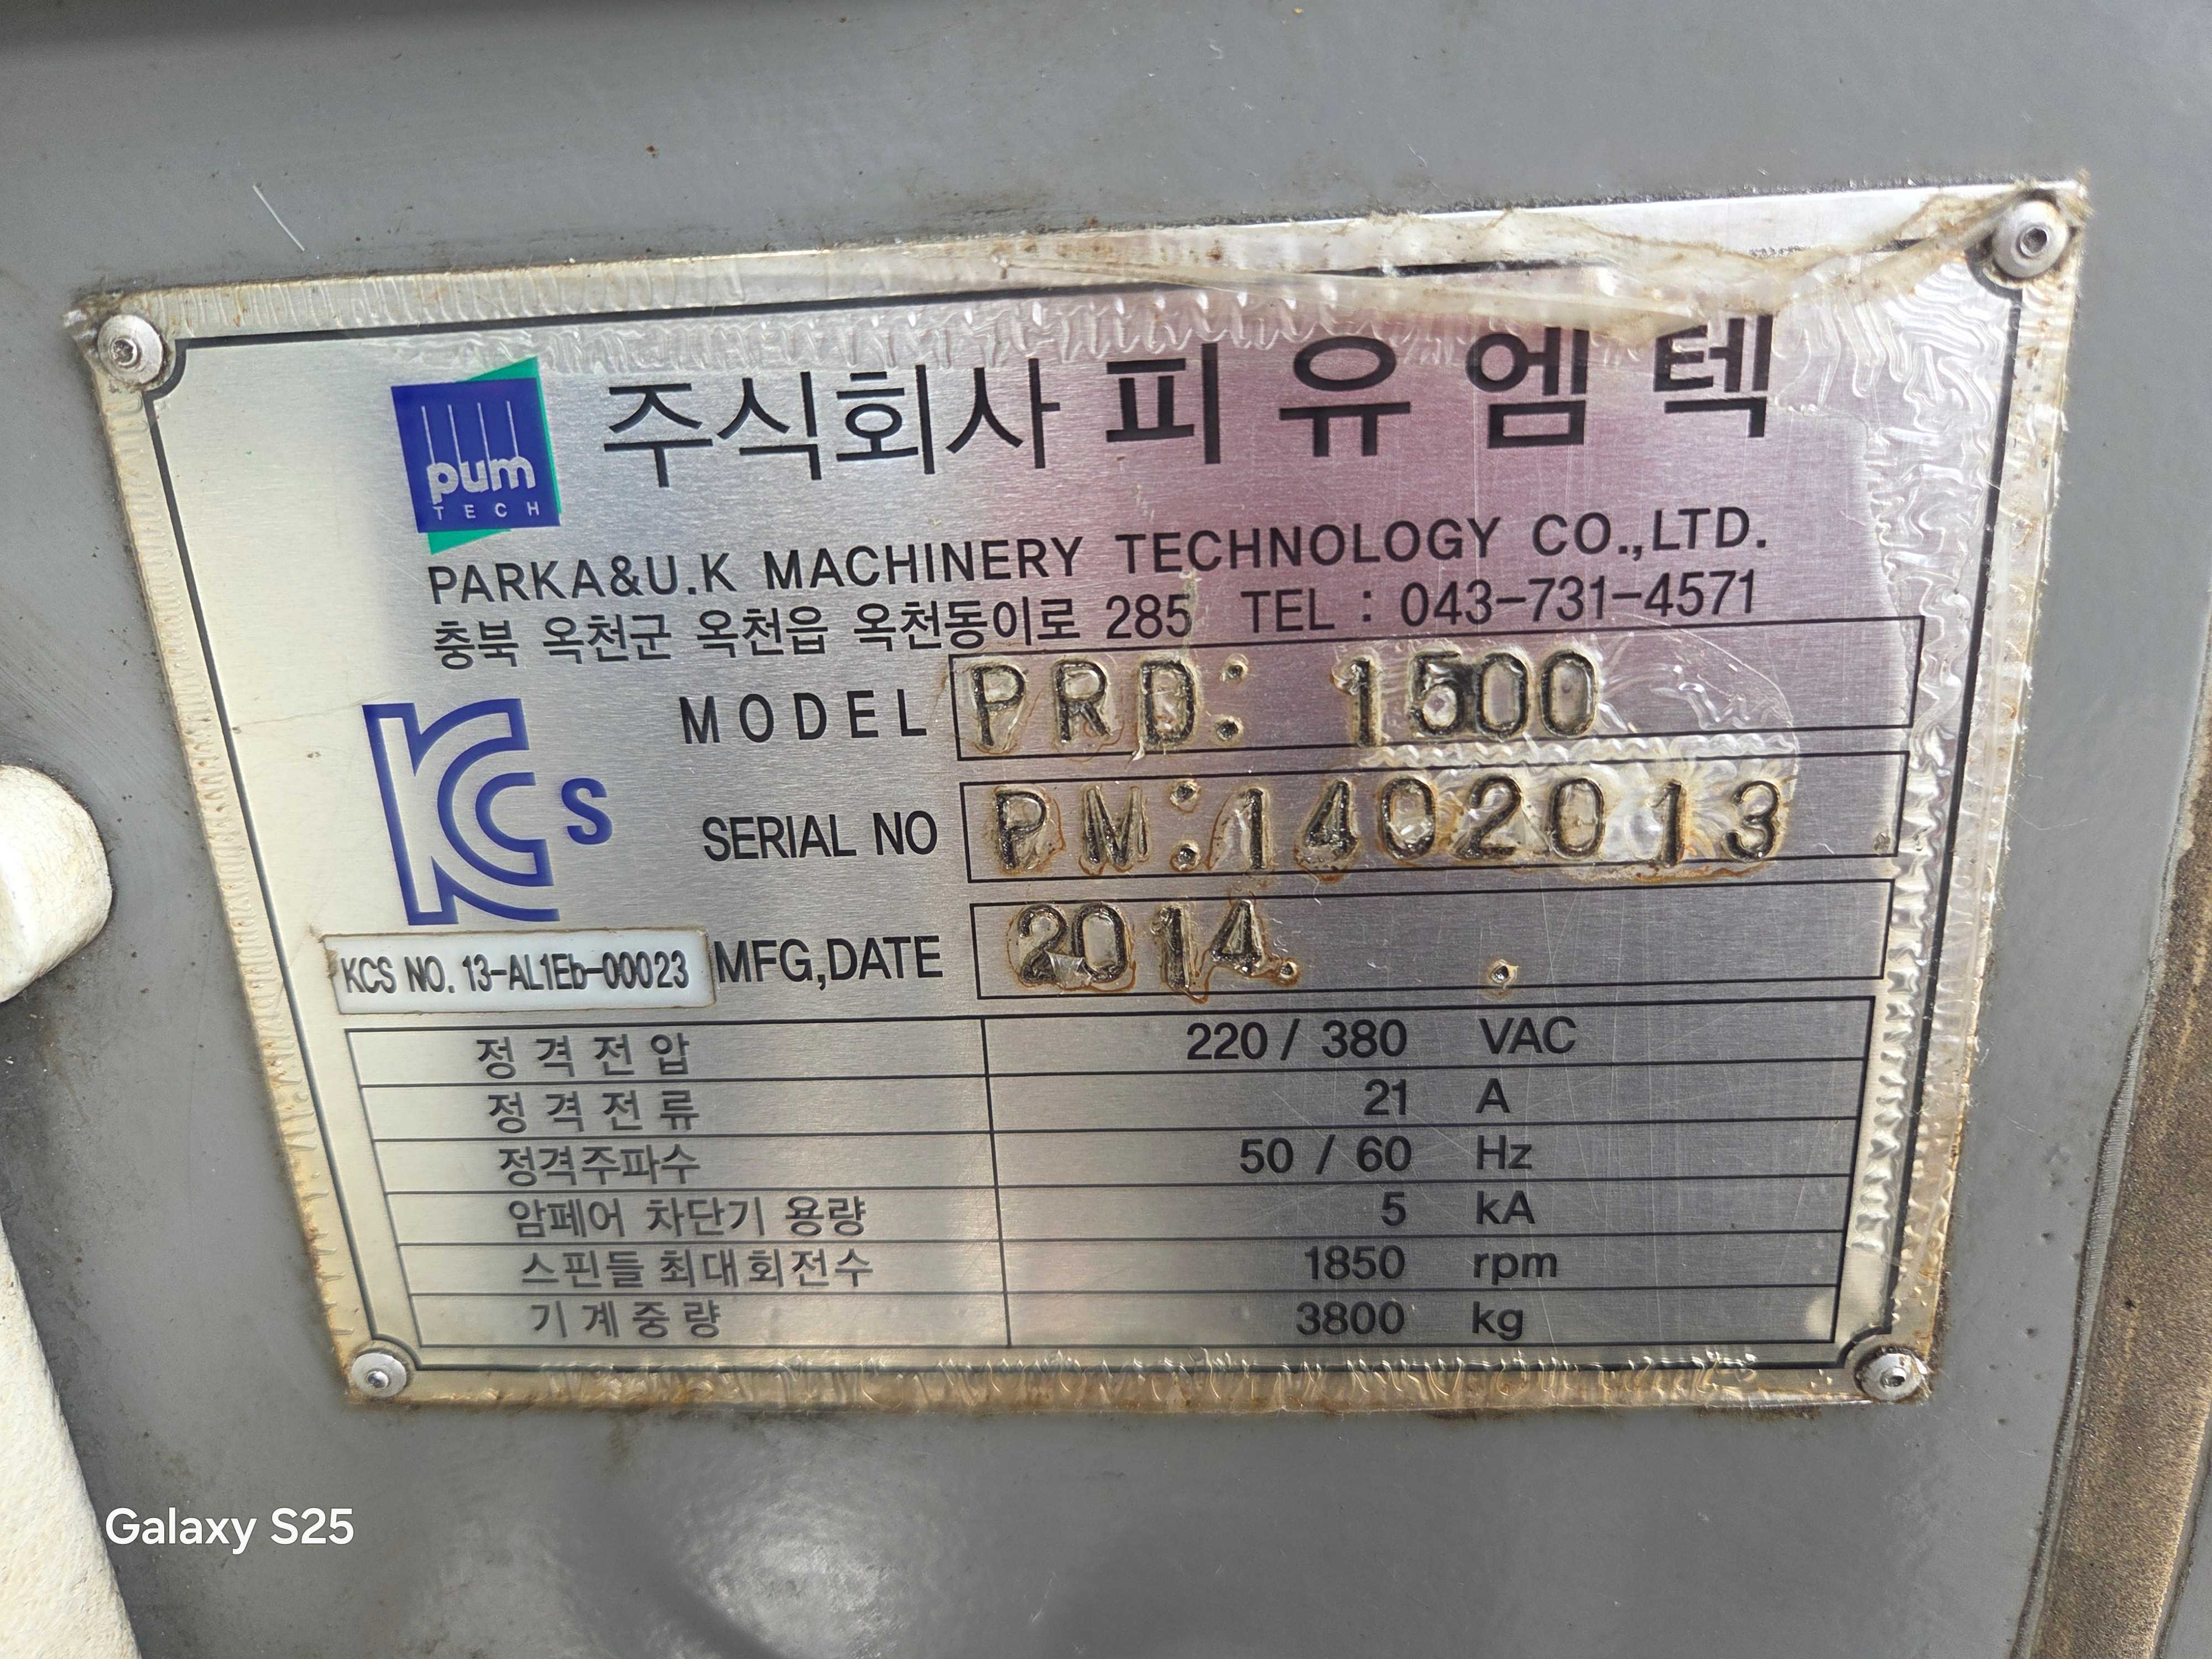 pum
TECH
주식회사 피유엠텍
PARKA&U.K MACHINERY TECHNOLOGY CO.,LTD.
충북 옥천군 옥천읍 옥천동이로 285 TEL : 043-731-4571
MODEL PRD: 1500
KCs
SERIAL NO PM:1402013
KCS NO. 13-AL1Eb-00023
MFG,DATE 2014. .
정격전압 220 / 380 VAC
정격전류 21 A
정격주파수 50 / 60 Hz
암페어 차단기 용량 5 kA
스핀들 최대회전수 1850 rpm
기계중량 3800 kg
Galaxy S25